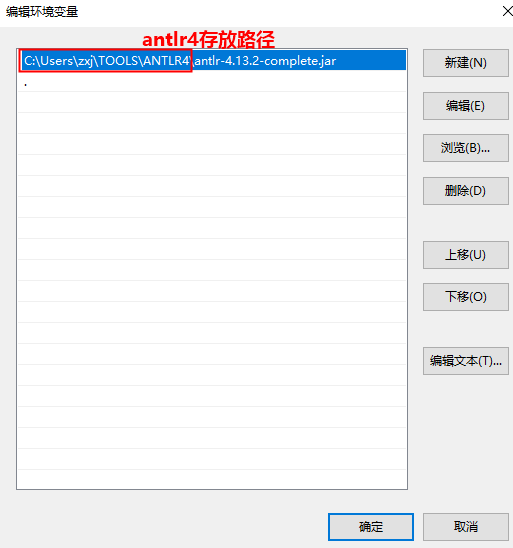 编辑环境变量
antlr4存放路径
C:\Users\zxj\TOOLS\ANTLR4\antlr-4.13.2-complete.jar
.
新建(N)
编辑(E)
浏览(B)...
删除(D)
上移(U)
下移(O)
编辑文本(T)...
确定
取消